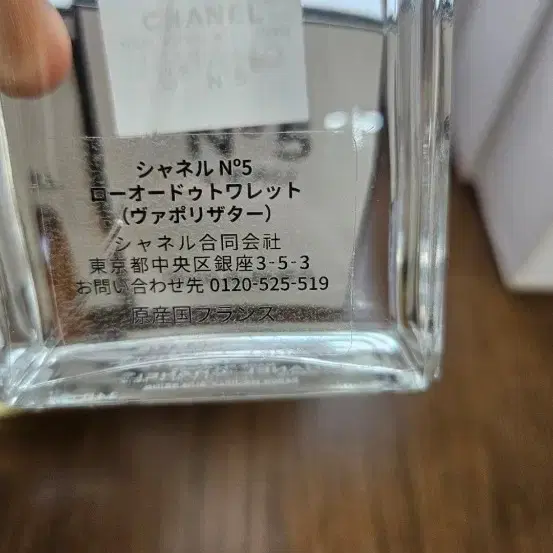 CHANEL
N°5
シャネル N°5
ローオードゥトワレット
(ヴァポリザター)
シャネル合同会社
東京都中央区銀座3-5-3
お問い合わせ先 0120-525-519
原産国フランス